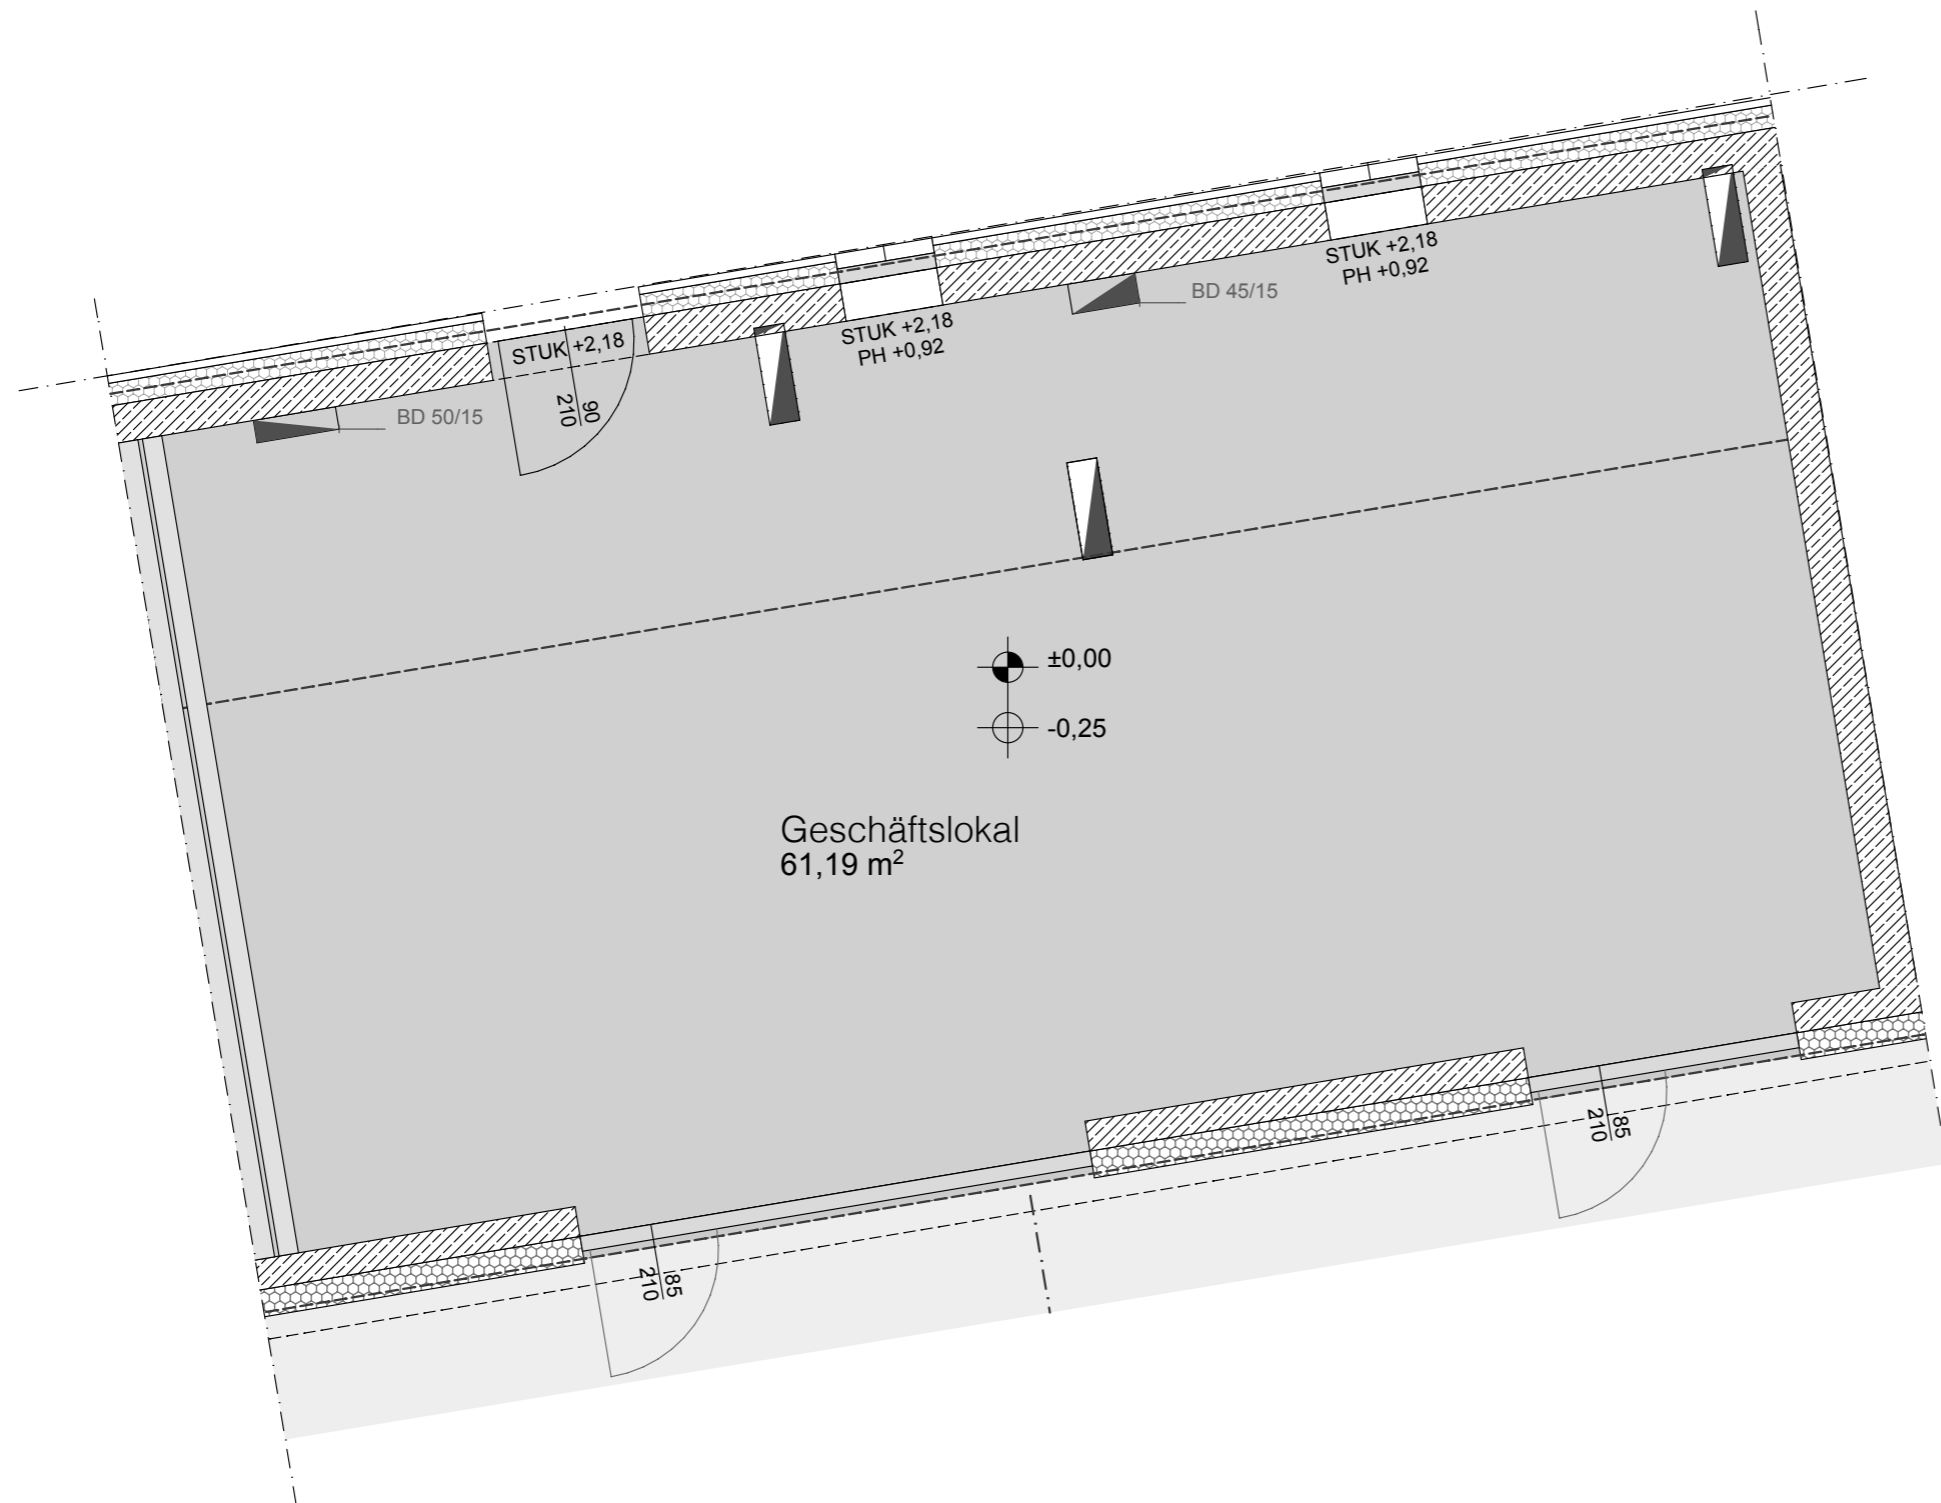 STUK +2,18
PH +0,92
BD 45/15
STUK +2,18
PH +0,92
STUK +2,18
90
210
BD 50/15
±0,00
-0,25
Geschäftslokal
61,19 m²
85
210
85
210